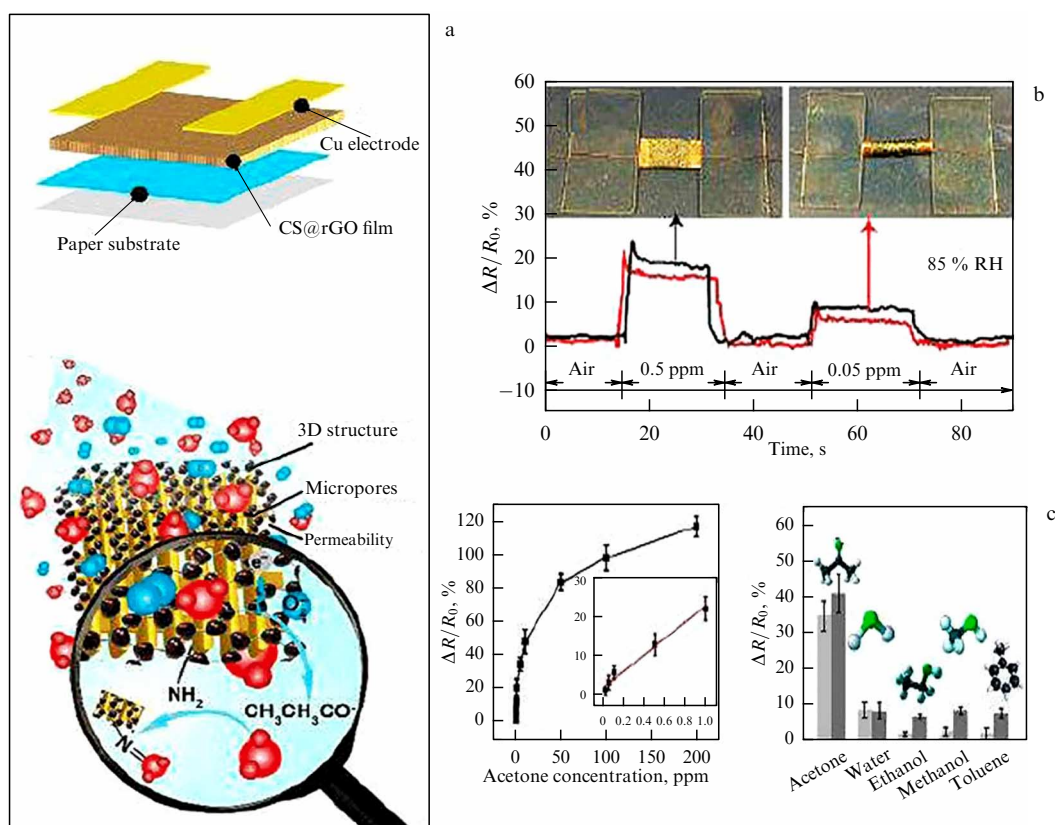 a
Cu electrode
CS@rGO film
Paper substrate
3D structure
Micropores
Permeability
NH₂
CH₃CH₃CO⁻
N
b
ΔR/R₀, %
60
50
40
30
20
10
0
−10
85 % RH
Air 0.5 ppm Air 0.05 ppm Air
0 20 40 60 80
Time, s
ΔR/R₀, %
120
100
80
60
40
20
0
0 50 100 150 200
Acetone concentration, ppm
30
20
10
0
0 0.2 0.4 0.6 0.8 1.0
c
ΔR/R₀, %
60
50
40
30
20
10
0
Acetone
Water
Ethanol
Methanol
Toluene